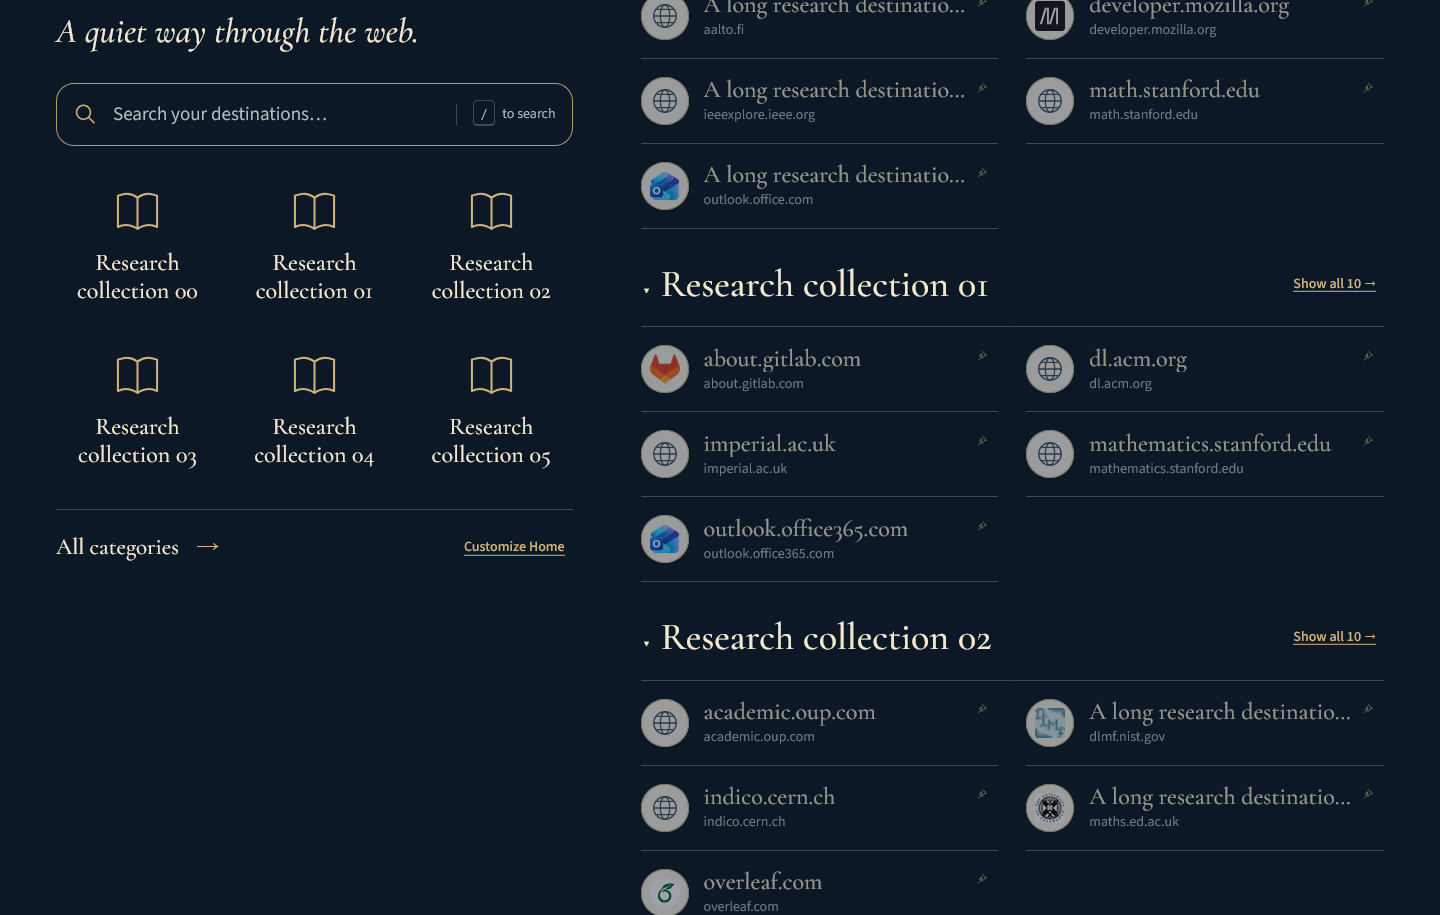 A quiet way through the web.
Search your destinations...
/ to search
Research
collection 00
Research
collection 01
Research
collection 02
Research
collection 03
Research
collection 04
Research
collection 05
All categories →
Customize Home
A long research destinatio...
aalto.fi
developer.mozilla.org
developer.mozilla.org
A long research destinatio...
ieeexplore.ieee.org
math.stanford.edu
math.stanford.edu
A long research destinatio...
outlook.office.com
Research collection 01
Show all 10 →
about.gitlab.com
about.gitlab.com
dl.acm.org
dl.acm.org
imperial.ac.uk
imperial.ac.uk
mathematics.stanford.edu
mathematics.stanford.edu
outlook.office365.com
outlook.office365.com
Research collection 02
Show all 10 →
academic.oup.com
academic.oup.com
A long research destinatio...
dlmf.nist.gov
indico.cern.ch
indico.cern.ch
A long research destinatio...
maths.ed.ac.uk
overleaf.com
overleaf.com